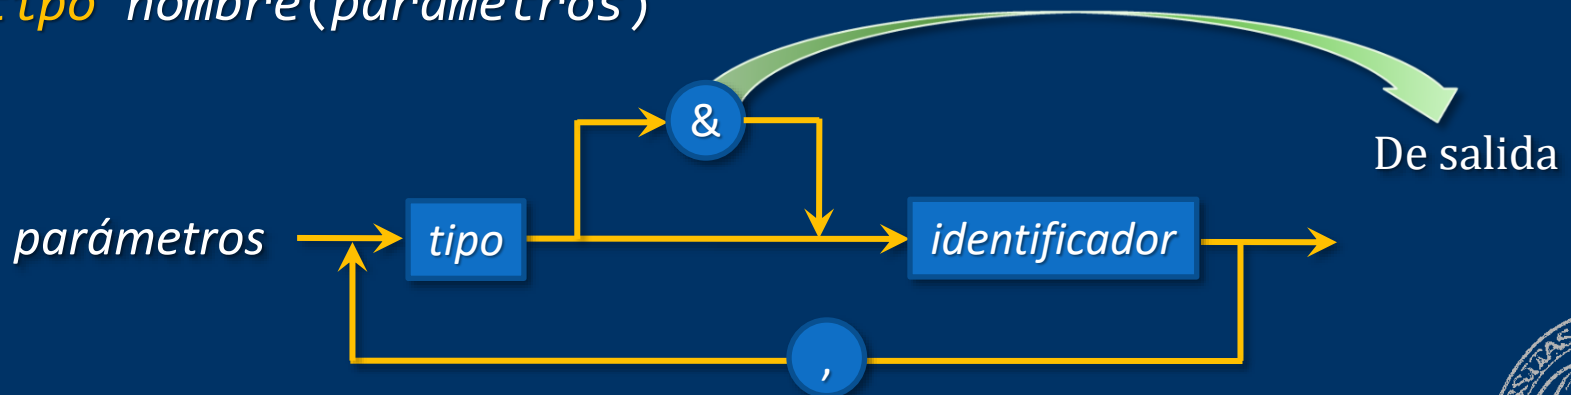 tipo nombre(parámetros)
&
De salida
parámetros tipo identificador
,